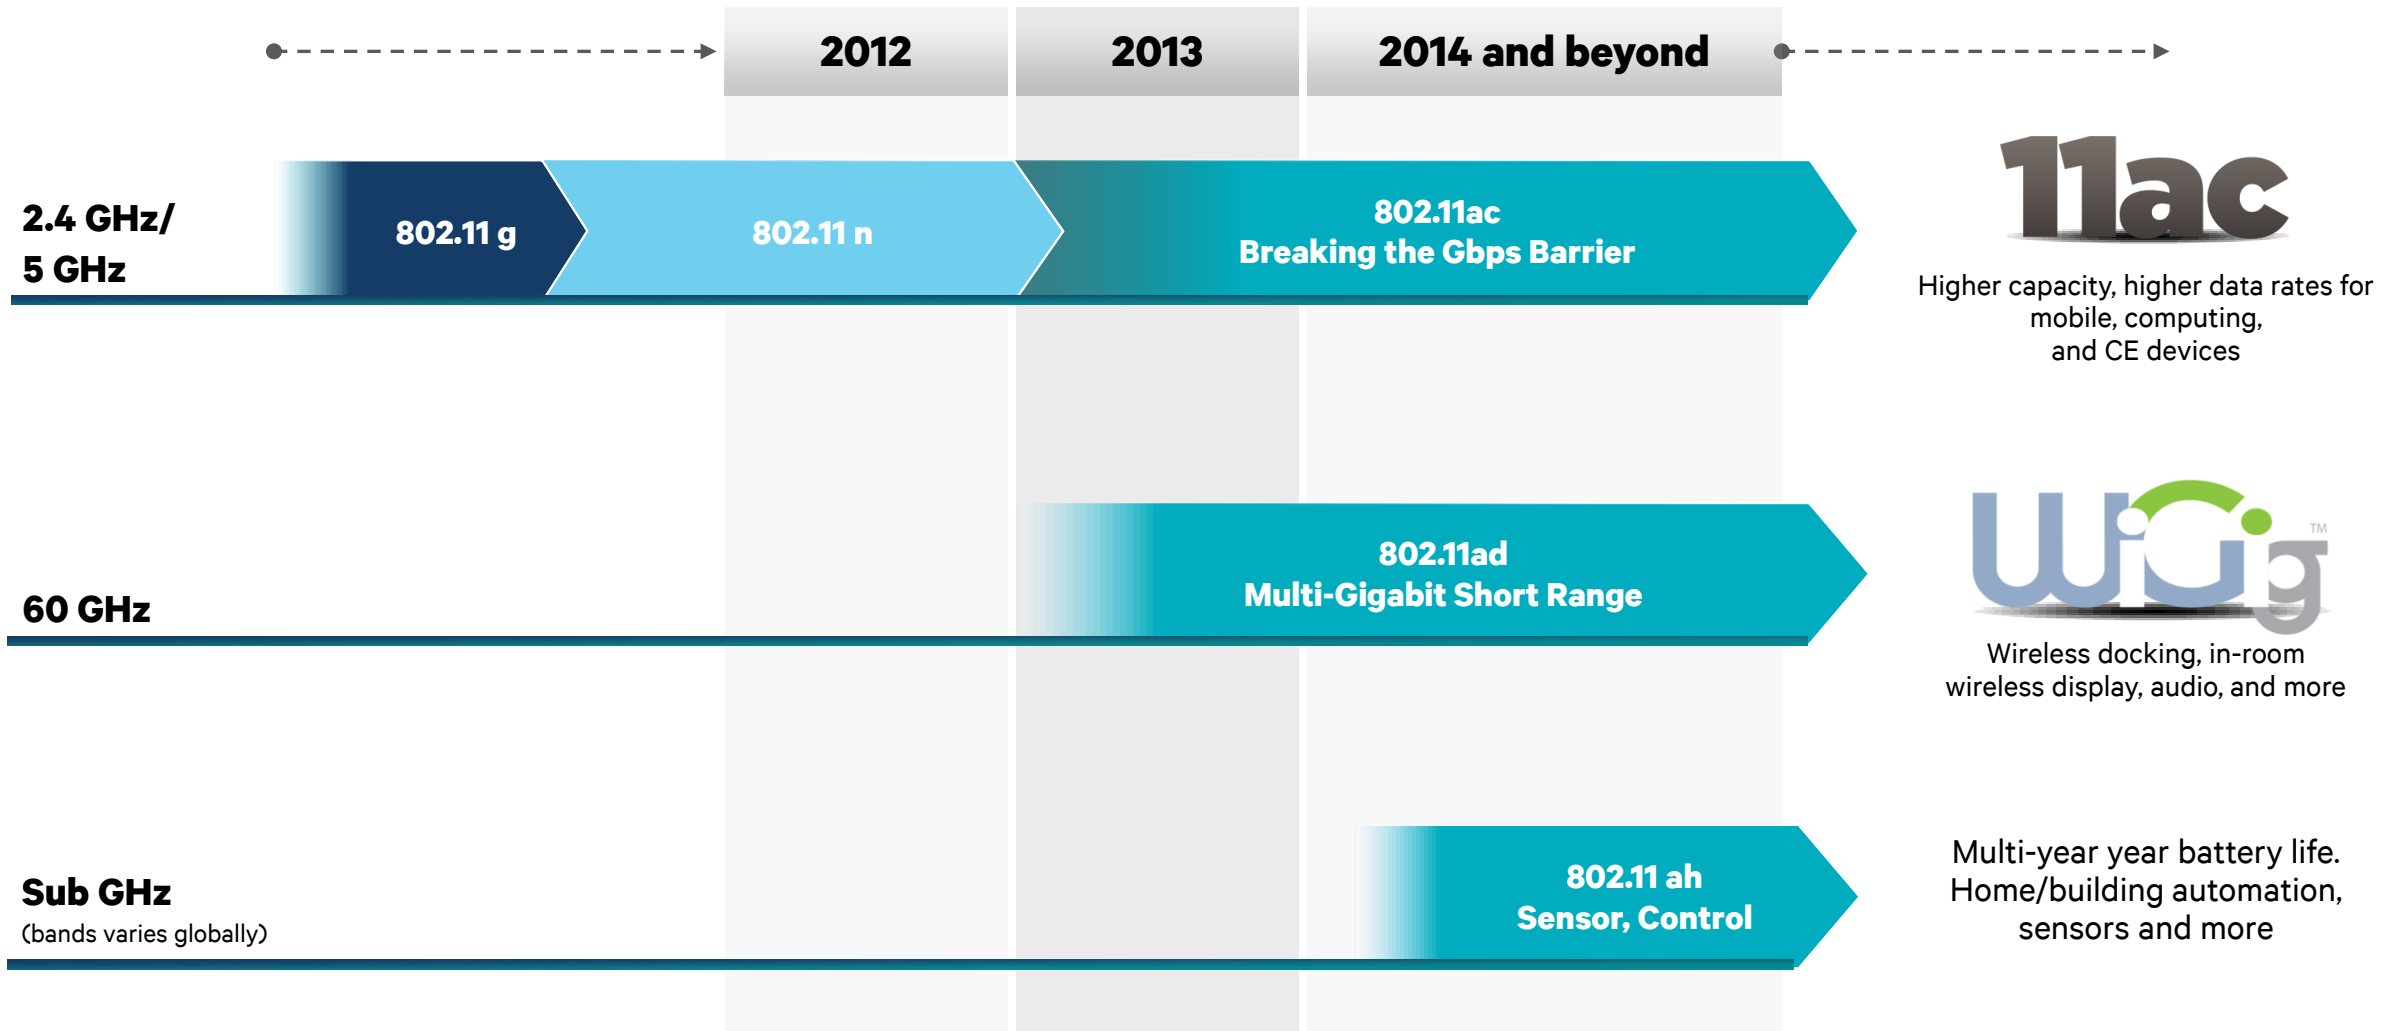 2012
2013
2014 and beyond
2.4 GHz/
5 GHz
802.11 g
802.11 n
802.11ac
Breaking the Gbps Barrier
11ac
Higher capacity, higher data rates for
mobile, computing,
and CE devices
60 GHz
802.11ad
Multi-Gigabit Short Range
WiGig™
Wireless docking, in-room
wireless display, audio, and more
Sub GHz
(bands varies globally)
802.11 ah
Sensor, Control
Multi-year year battery life.
Home/building automation,
sensors and more